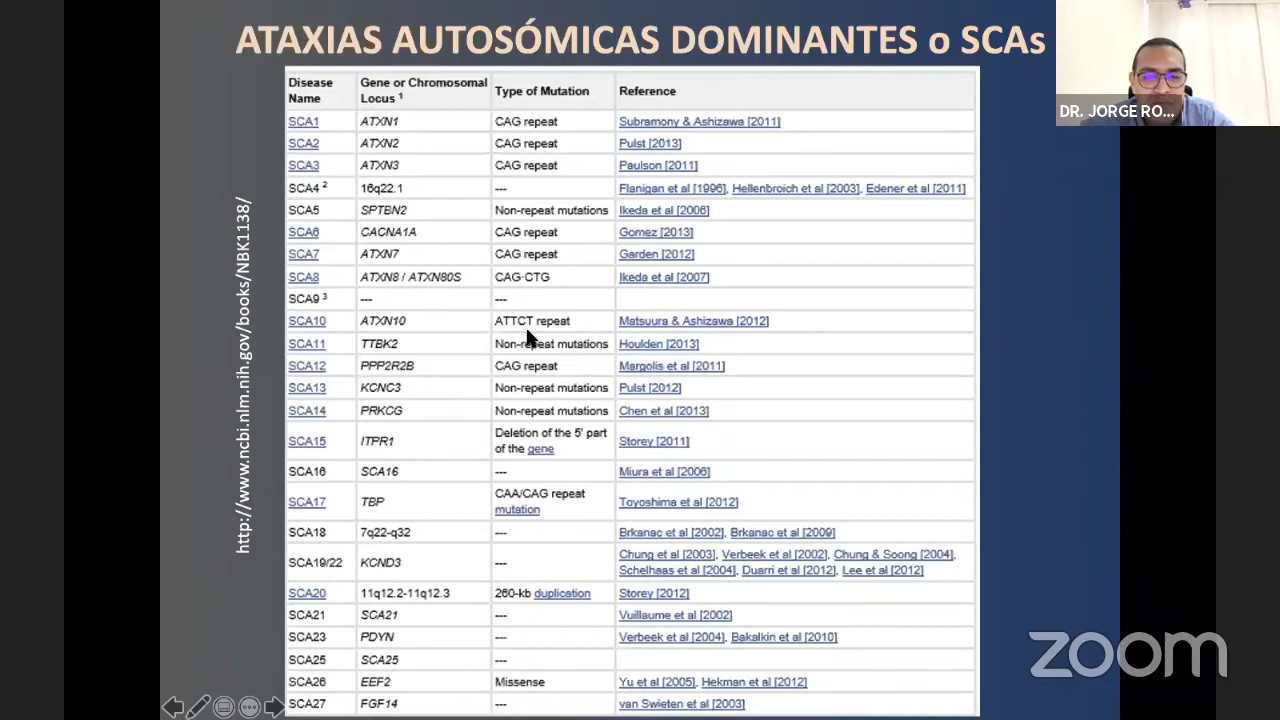 ATAXIAS AUTOSÓMICAS DOMINANTES o SCAs
DR. JORGE RO...
http://www.ncbi.nlm.nih.gov/books/NBK1138/
Disease Name Gene or Chromosomal Locus 1 Type of Mutation Reference
SCA1 ATXN1 CAG repeat Subramony & Ashizawa [2011]
SCA2 ATXN2 CAG repeat Pulst [2013]
SCA3 ATXN3 CAG repeat Paulson [2011]
SCA4 2 16q22.1 --- Flanigan et al [1996], Hellenbroich et al [2003], Edener et al [2011]
SCA5 SPTBN2 Non-repeat mutations Ikeda et al [2006]
SCA6 CACNA1A CAG repeat Gomez [2013]
SCA7 ATXN7 CAG repeat Garden [2012]
SCA8 ATXN8 / ATXN80S CAG·CTG Ikeda et al [2007]
SCA9 3 --- ---
SCA10 ATXN10 ATTCT repeat Matsuura & Ashizawa [2012]
SCA11 TTBK2 Non-repeat mutations Houlden [2013]
SCA12 PPP2R2B CAG repeat Margolis et al [2011]
SCA13 KCNC3 Non-repeat mutations Pulst [2012]
SCA14 PRKCG Non-repeat mutations Chen et al [2013]
SCA15 ITPR1 Deletion of the 5' part of the gene Storey [2011]
SCA16 SCA16 --- Miura et al [2006]
SCA17 TBP CAA/CAG repeat mutation Toyoshima et al [2012]
SCA18 7q22-q32 --- Brkanac et al [2002], Brkanac et al [2009]
SCA19/22 KCND3 --- Chung et al [2003], Verbeek et al [2002], Chung & Soong [2004],
Schelhaas et al [2004], Duarri et al [2012], Lee et al [2012]
SCA20 11q12.2-11q12.3 260-kb duplication Storey [2012]
SCA21 SCA21 --- Vuillaume et al [2002]
SCA23 PDYN --- Verbeek et al [2004], Bakalkin et al [2010]
SCA25 SCA25 ---
SCA26 EEF2 Missense Yu et al [2005], Hekman et al [2012]
SCA27 FGF14 --- van Swieten et al [2003]
zoom